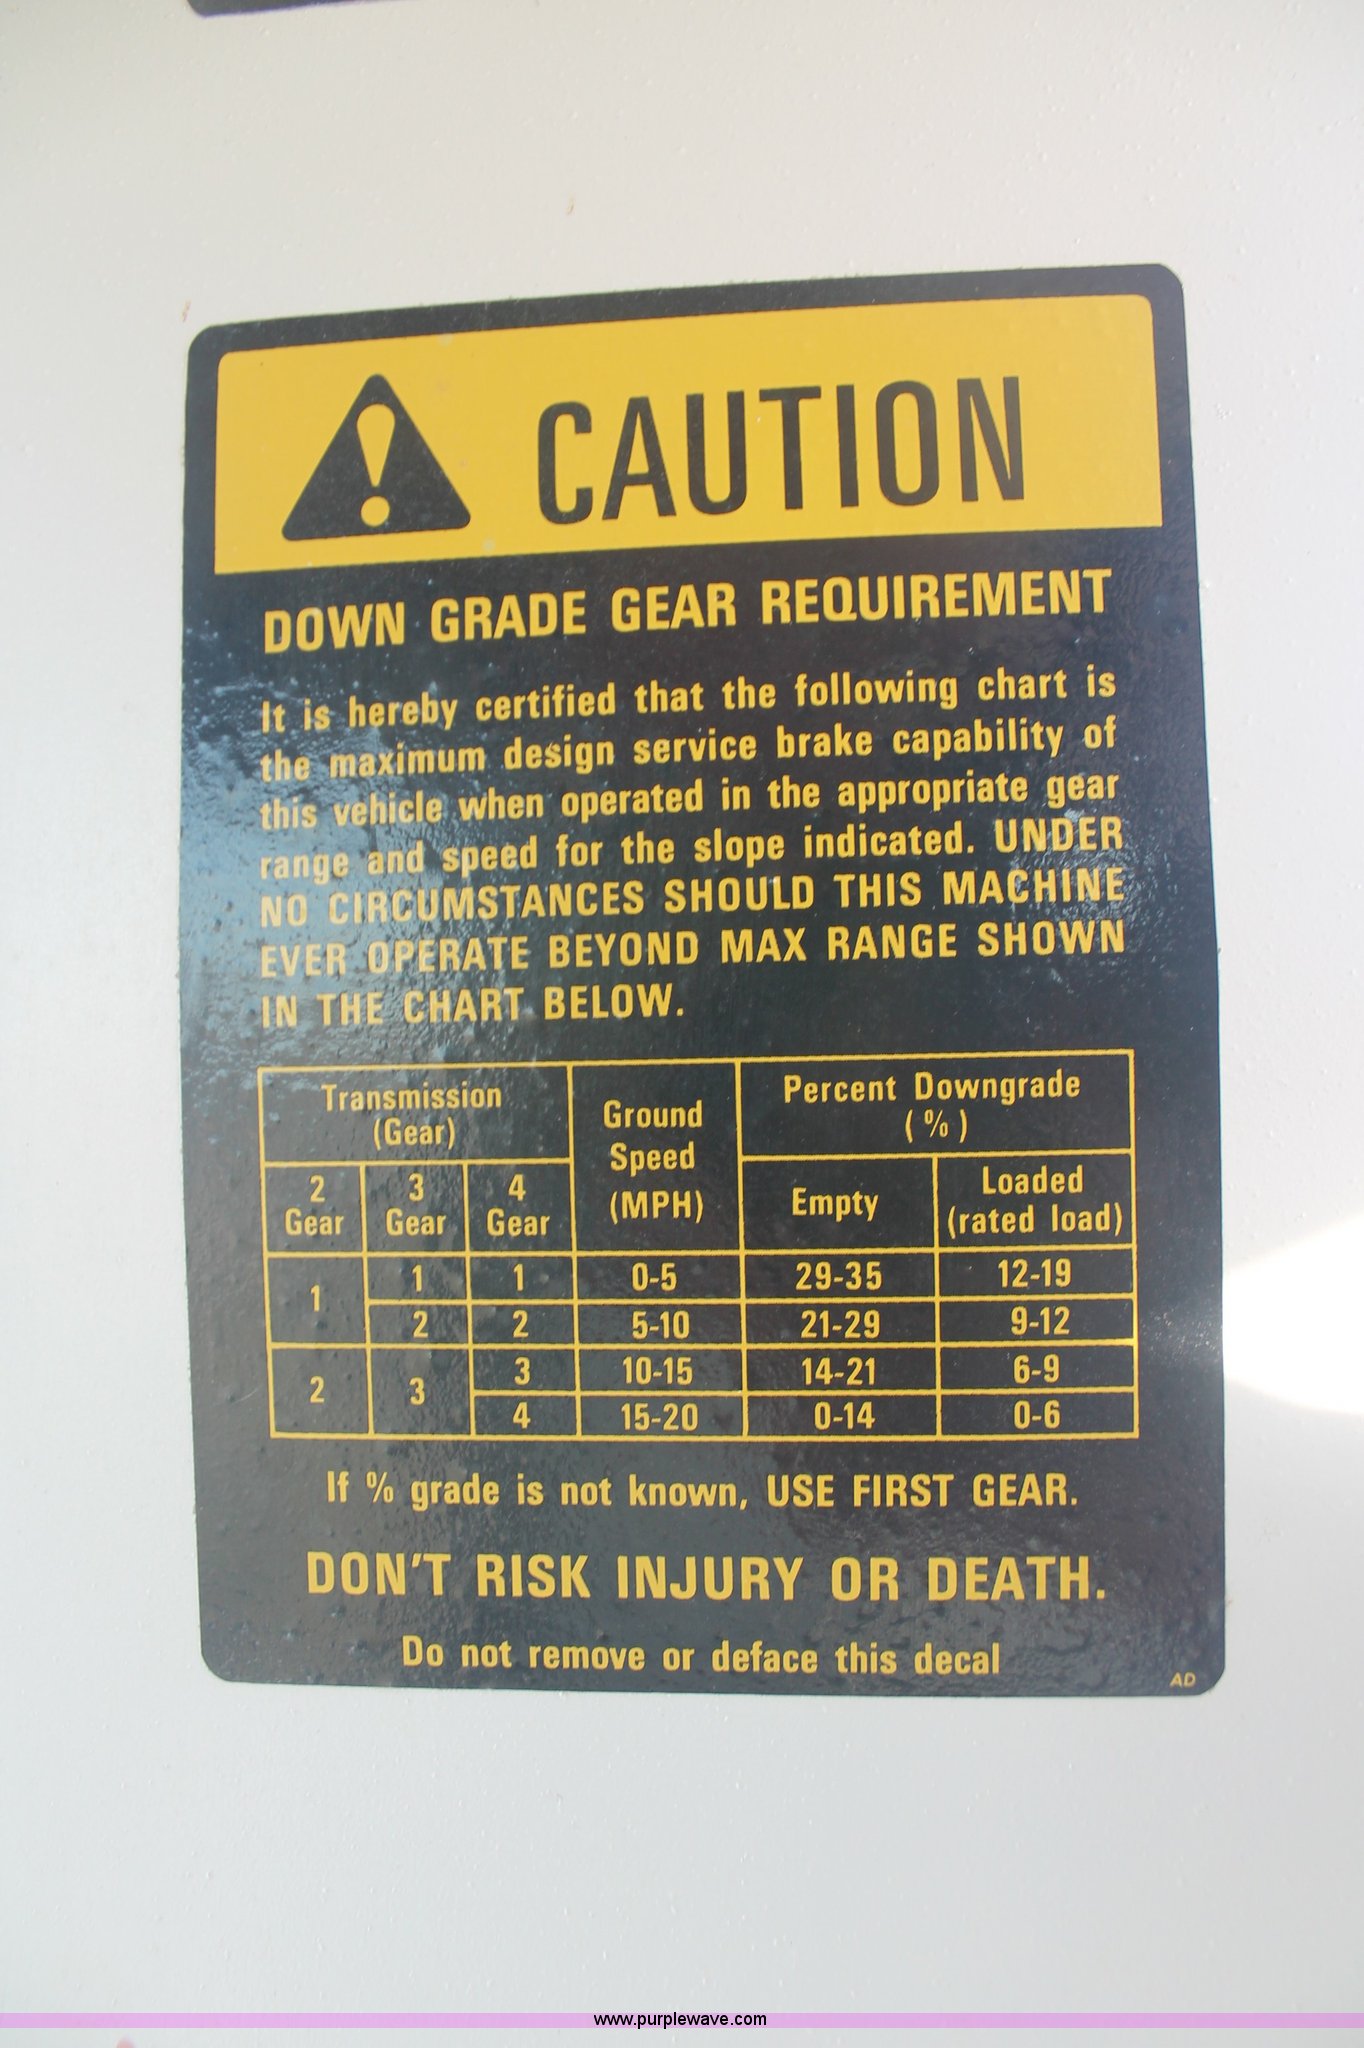 CAUTION
DOWN GRADE GEAR REQUIREMENT
It is hereby certified that the following chart is
the maximum design service brake capability of
this vehicle when operated in the appropriate gear
range and speed for the slope indicated. UNDER
NO CIRCUMSTANCES SHOULD THIS MACHINE
EVER OPERATE BEYOND MAX RANGE SHOWN
IN THE CHART BELOW.
Transmission (Gear) Ground Speed (MPH) Percent Downgrade (%)
2 Gear 3 Gear 4 Gear Empty Loaded (rated load)
1 1 1 0-5 29-35 12-19
2 2 5-10 21-29 9-12
2 3 3 10-15 14-21 6-9
4 15-20 0-14 0-6
If % grade is not known, USE FIRST GEAR.
DON'T RISK INJURY OR DEATH.
Do not remove or deface this decal
AD
www.purplewave.com